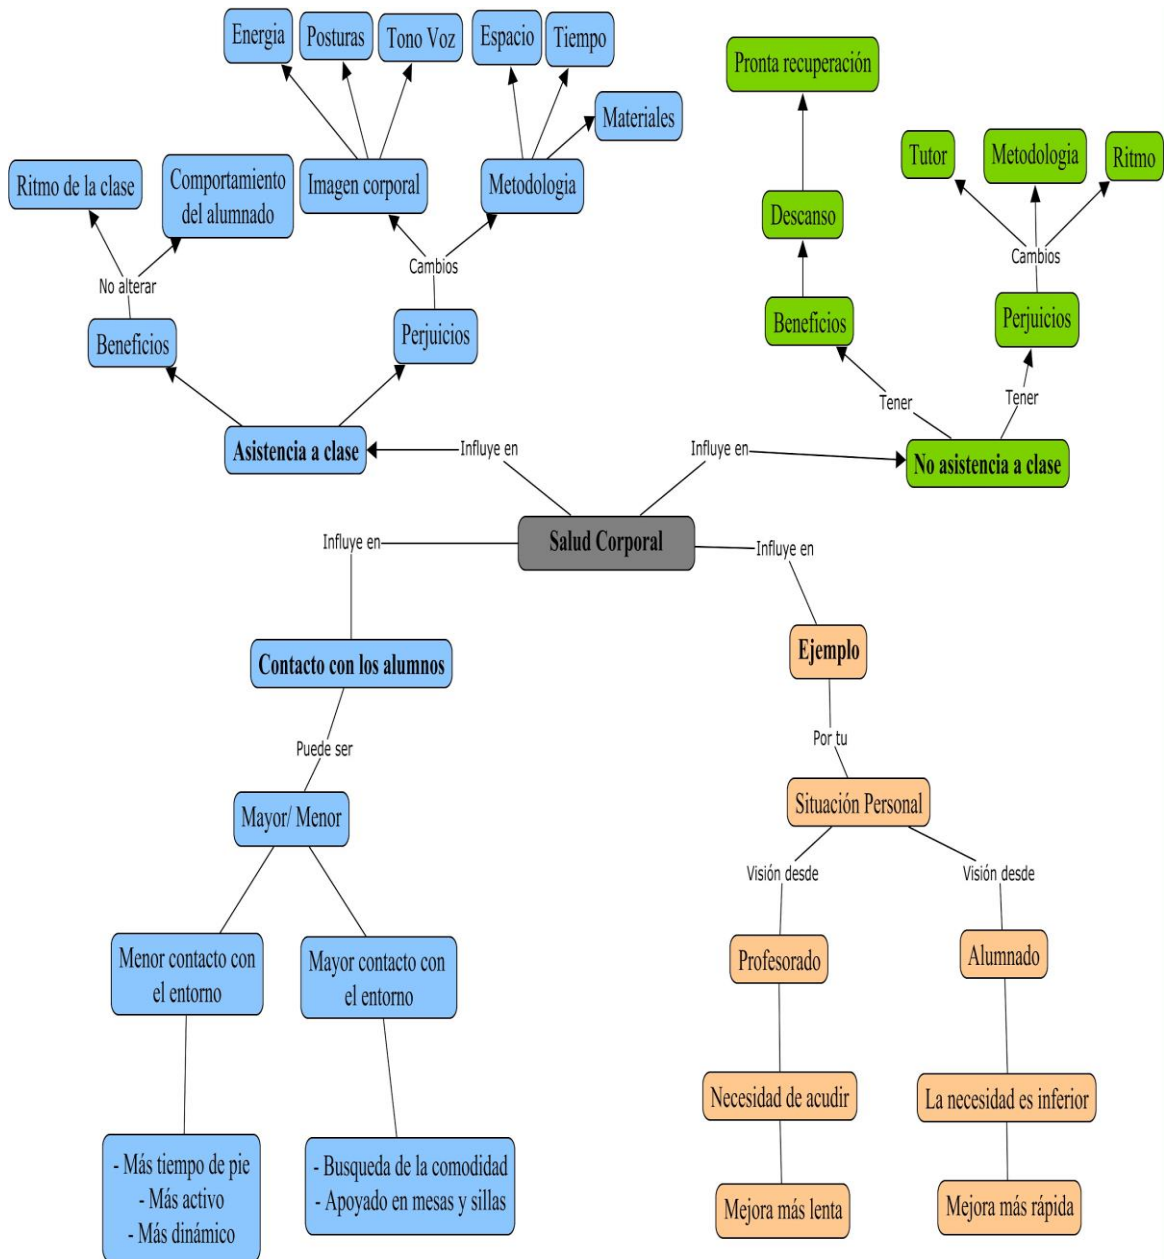 Energia
Posturas
Tono Voz
Espacio
Tiempo
Pronta recuperación
Materiales
Tutor
Metodologia
Ritmo
Ritmo de la clase
Comportamiento
del alumnado
Imagen corporal
Metodologia
Descanso
Cambios
Cambios
No alterar
Beneficios
Perjuicios
Beneficios
Perjuicios
Tener
Tener
Asistencia a clase
Influye en
Influye en
No asistencia a clase
Influye en
Salud Corporal
Influye en
Contacto con los alumnos
Ejemplo
Puede ser
Por tu
Mayor/ Menor
Situación Personal
Visión desde
Visión desde
Menor contacto con
el entorno
Mayor contacto con
el entorno
Profesorado
Alumnado
Necesidad de acudir
La necesidad es inferior
- Más tiempo de pie
- Más activo
- Más dinámico
- Busqueda de la comodidad
- Apoyado en mesas y sillas
Mejora más lenta
Mejora más rápida